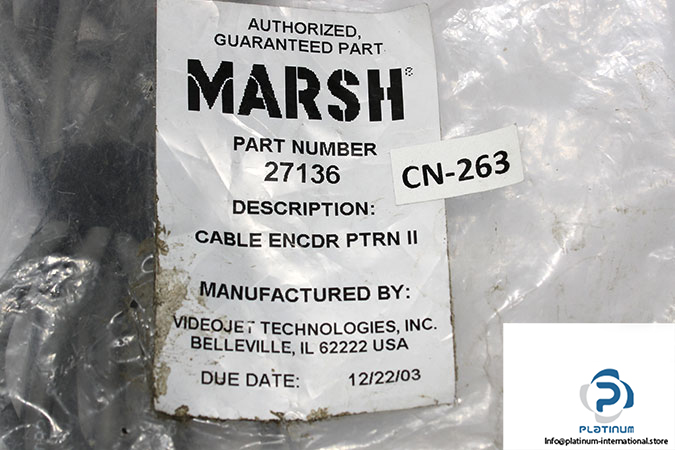 AUTHORIZED,
GUARANTEED PART
MARSH®
PART NUMBER
27136
CN-263
DESCRIPTION:
CABLE ENCDR PTRN II
MANUFACTURED BY:
VIDEOJET TECHNOLOGIES, INC.
BELLEVILLE, IL 62222 USA
DUE DATE: 12/22/03
PLATINUM
Info@platinum-international.store